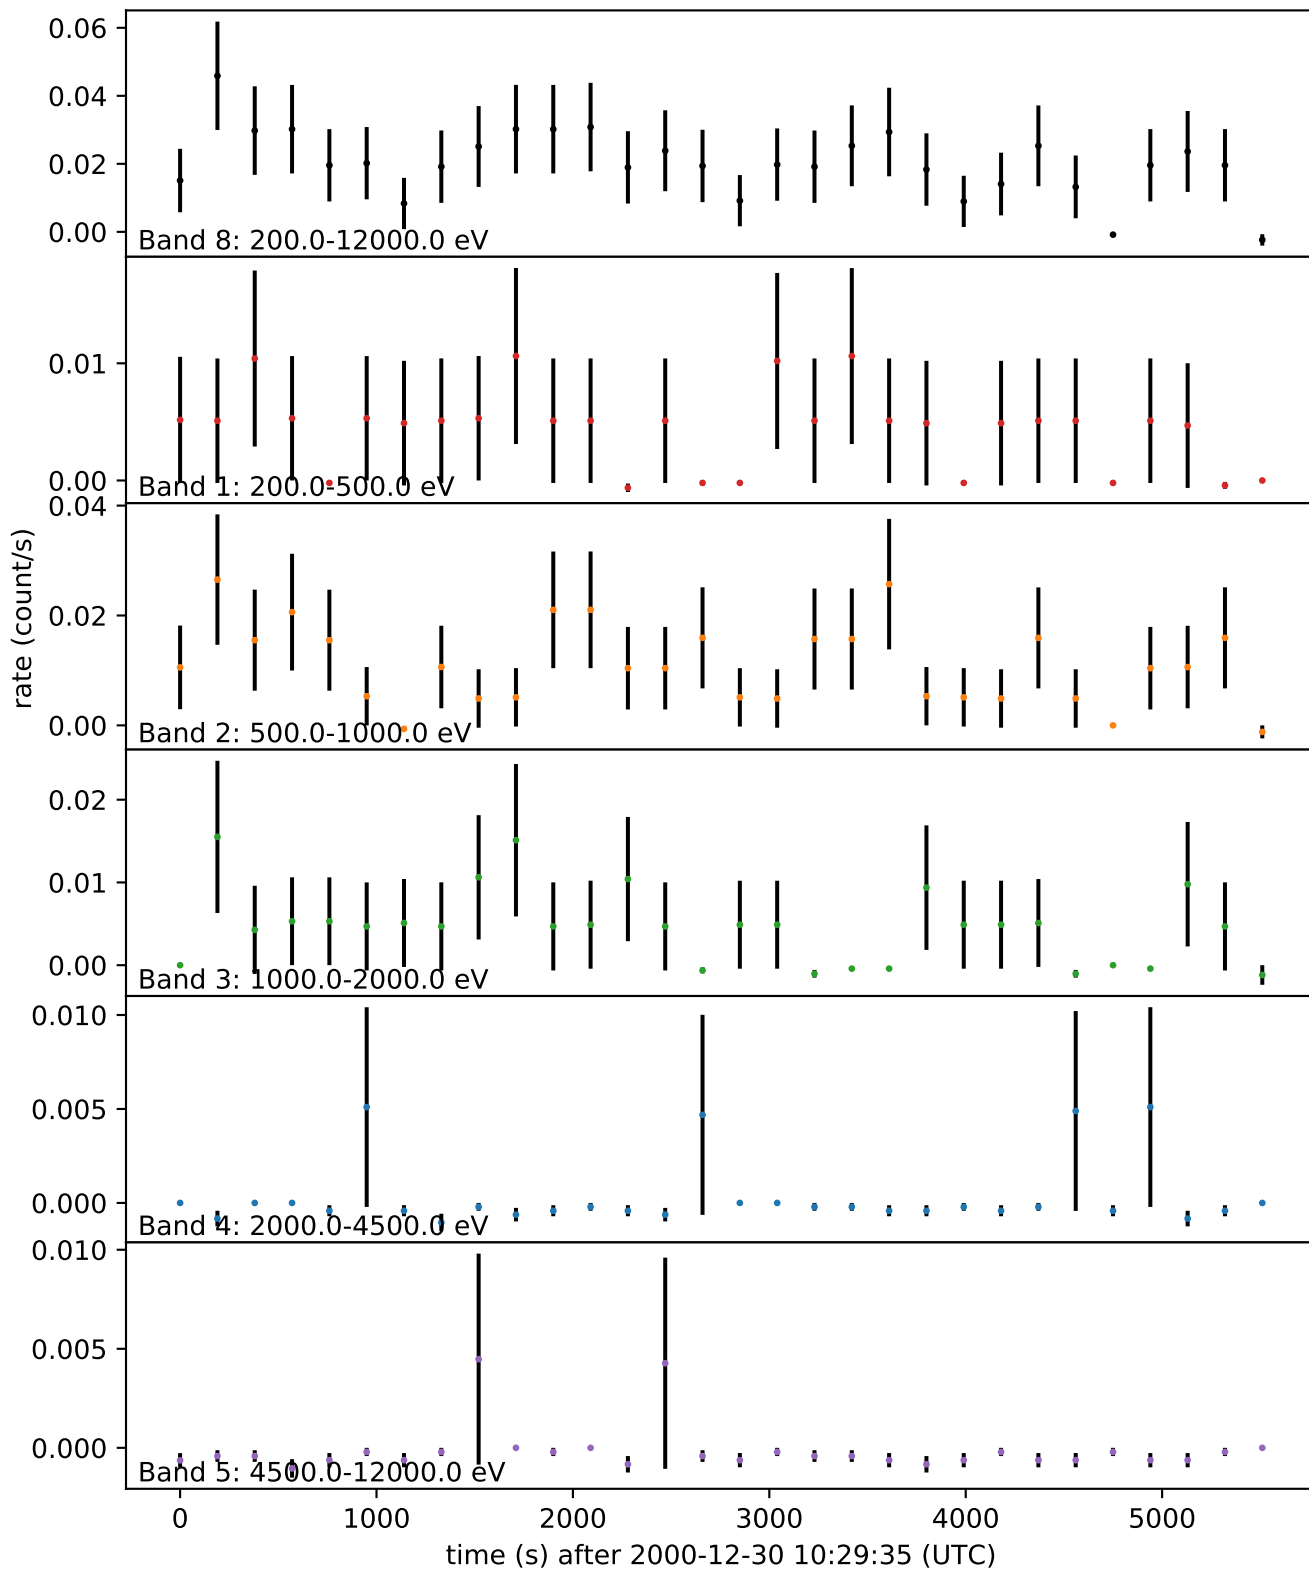 0.06
0.04
0.02
0.00
Band 8: 200.0-12000.0 eV
0.01
0.00
Band 1: 200.0-500.0 eV
rate (count/s)
0.04
0.02
0.00
Band 2: 500.0-1000.0 eV
0.02
0.01
0.00
Band 3: 1000.0-2000.0 eV
0.010
0.005
0.000
Band 4: 2000.0-4500.0 eV
0.010
0.005
0.000
Band 5: 4500.0-12000.0 eV
0 1000 2000 3000 4000 5000
time (s) after 2000-12-30 10:29:35 (UTC)